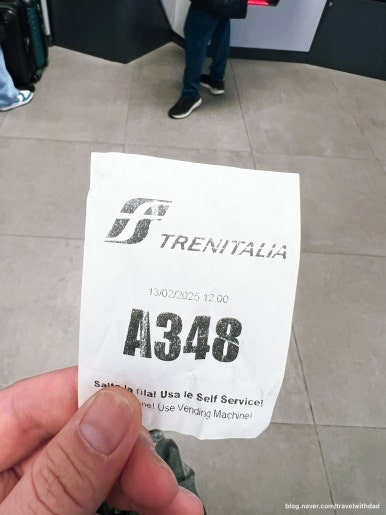 TRENITALIA
13/02/2025 12:00
A348
Salta la fila! Usa le Self Service!
Use Vending Machine!
blog.naver.com/travelwithdad